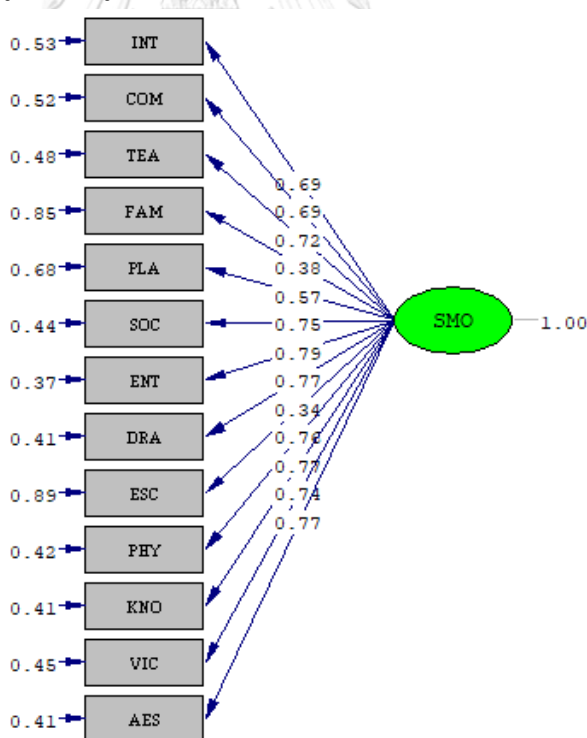 0.53 INT
0.52 COM
0.48 TEA
0.69
0.85 FAM
0.69
0.72
0.68 PLA
0.38
0.57
0.44 SOC
0.75
SMO 1.00
0.79
0.37 ENT
0.77
0.34
0.41 DRA
0.76
0.77
0.89 ESC
0.74
0.77
0.42 PHY
0.41 KNO
0.45 VIC
0.41 AES